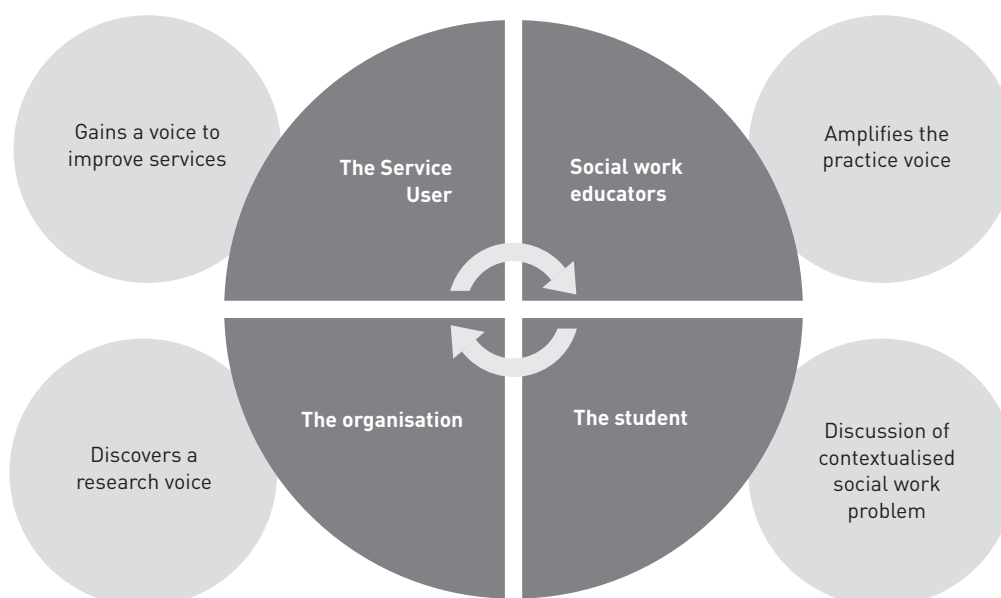 Gains a voice to
improve services
The Service
User
Social work
educators
Amplifies the
practice voice
Discovers a
research voice
The organisation
The student
Discussion of
contextualised
social work
problem